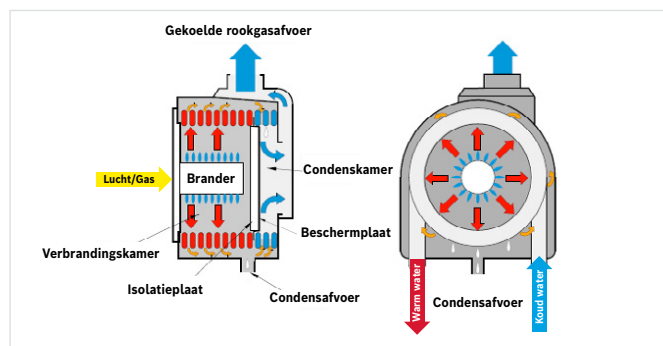 Gekoelde rookgasafvoer
Lucht/Gas
Brander
Condenskamer
Beschermplaat
Verbrandingskamer
Isolatieplaat
Condensafvoer
Warm water
Condensafvoer
Koud water